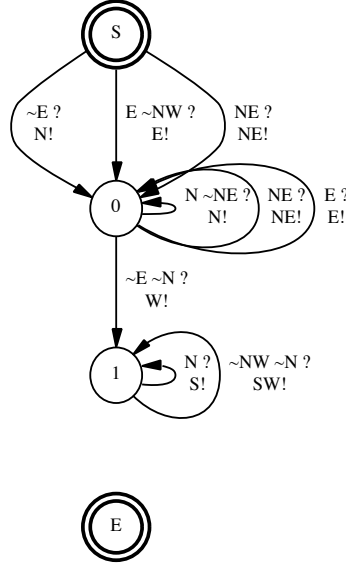 S
~E ?
N!
E ~NW ?
E!
NE ?
NE!
0
N ~NE ?
N!
NE ?
NE!
E ?
E!
~E ~N ?
W!
1
N ?
S!
~NW ~N ?
SW!
E